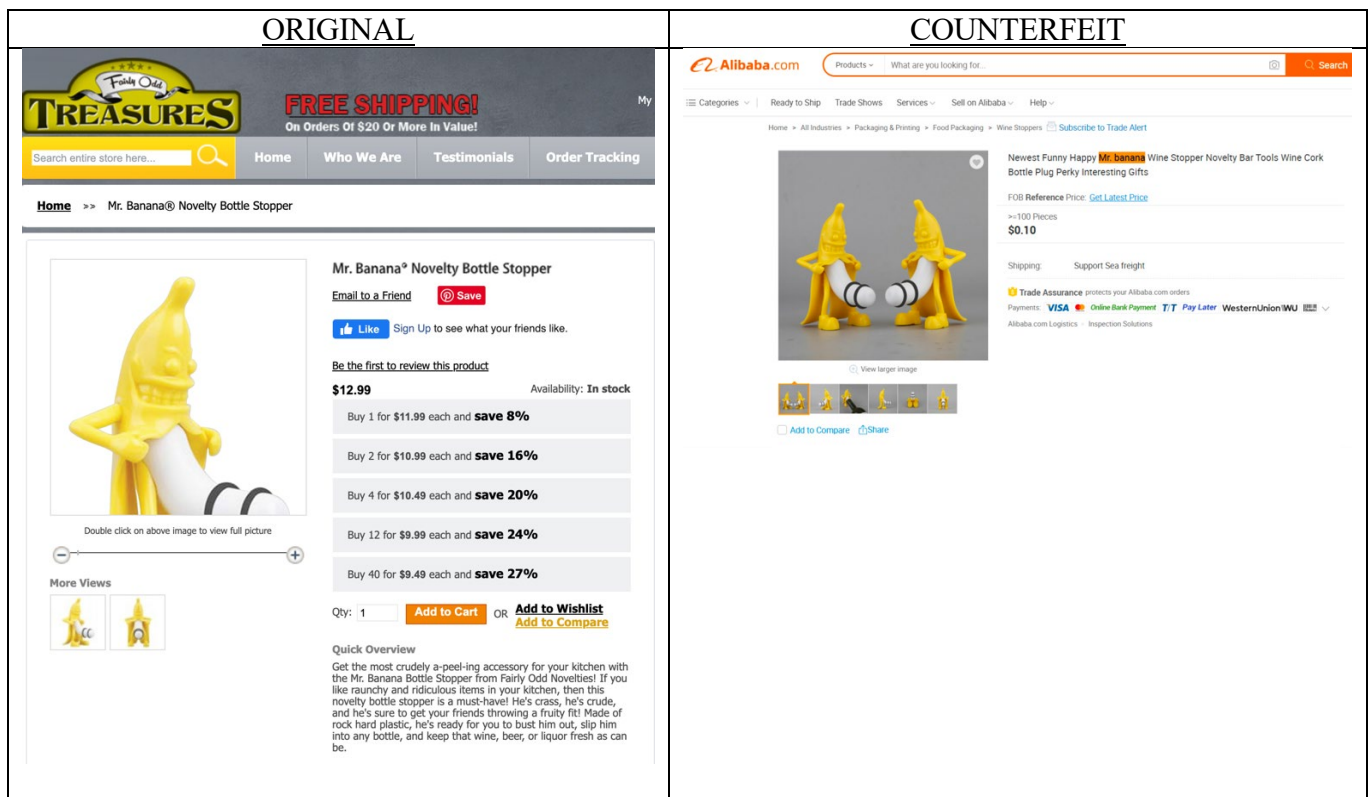 ORIGINAL
COUNTERFEIT
Fairly Odd
TREASURES
FREE SHIPPING!
On Orders Of $20 Or More In Value!
My
Search entire store here...
Home
Who We Are
Testimonials
Order Tracking
Home >> Mr. Banana® Novelty Bottle Stopper
Mr. Banana® Novelty Bottle Stopper
Email to a Friend
Save
Like
Sign Up to see what your friends like.
Be the first to review this product
$12.99
Availability: In stock
Buy 1 for $11.99 each and save 8%
Buy 2 for $10.99 each and save 16%
Buy 4 for $10.49 each and save 20%
Buy 12 for $9.99 each and save 24%
Buy 40 for $9.49 each and save 27%
Double click on above image to view full picture
More Views
Qty: 1
Add to Cart
OR
Add to Wishlist
Add to Compare
Quick Overview
Get the most crudely a-peel-ing accessory for your kitchen with
the Mr. Banana Bottle Stopper from Fairly Odd Novelties! If you
like raunchy and ridiculous items in your kitchen, then this
novelty bottle stopper is a must-have! He's crass, he's crude,
and he's sure to get your friends throwing a fruity fit! Made of
rock hard plastic, he's ready for you to bust him out, slip him
into any bottle, and keep that wine, beer, or liquor fresh as can
be.
Alibaba.com
Products
What are you looking for...
Search
Categories
Ready to Ship
Trade Shows
Services
Sell on Alibaba
Help
Home > All Industries > Packaging & Printing > Food Packaging > Wine Stoppers
Subscribe to Trade Alert
Newest Funny Happy Mr. banana Wine Stopper Novelty Bar Tools Wine Cork
Bottle Plug Perky Interesting Gifts
FOB Reference Price: Get Latest Price
>=100 Pieces
$0.10
Shipping: Support Sea freight
Trade Assurance protects your Alibaba.com orders
Payments: VISA Online Bank Payment T/T Pay Later WesternUnion WU
Alibaba.com Logistics · Inspection Solutions
View larger image
Add to Compare
Share